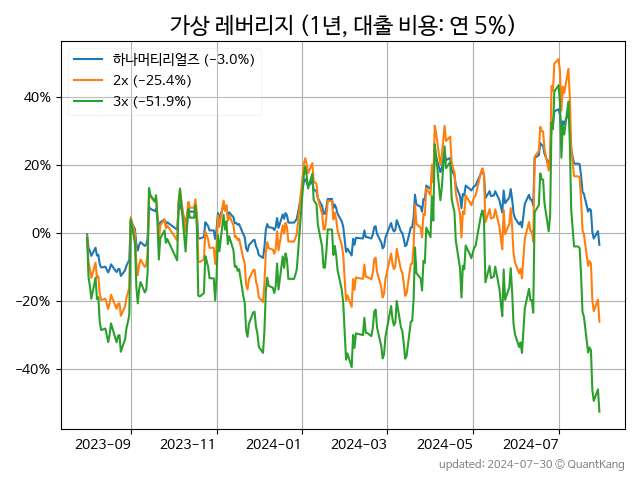 가상 레버리지 (1년, 대출 비용: 연 5%)
하나머티리얼즈 (-3.0%)
2x (-25.4%)
3x (-51.9%)
40%
20%
0%
−20%
−40%
2023-09
2023-11
2024-01
2024-03
2024-05
2024-07
updated: 2024-07-30 © QuantKang